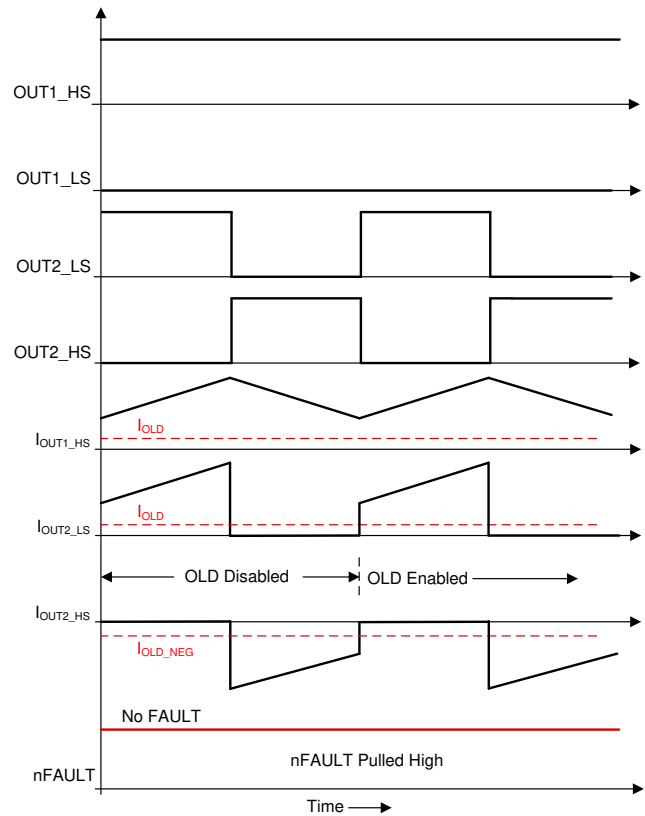 OUT1_HS
OUT1_LS
OUT2_LS
OUT2_HS
IOLD
IOUT1_HS
IOLD
IOUT2_LS
OLD Disabled
OLD Enabled
IOUT2_HS
IOLD_NEG
No FAULT
nFAULT Pulled High
nFAULT
Time